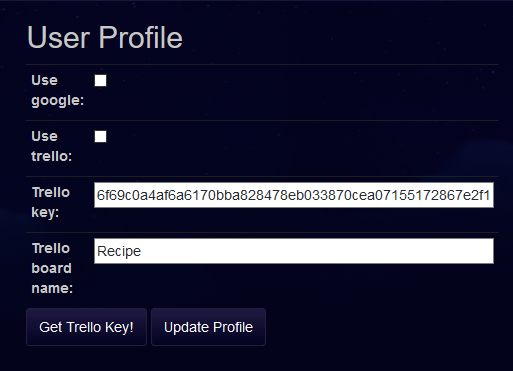 User Profile
Use
google:
Use
trello:
Trello
key:
6f69c0a4af6a6170bba828478eb033870cea07155172867e2f1
Trello
board
name:
Recipe
Get Trello Key! Update Profile